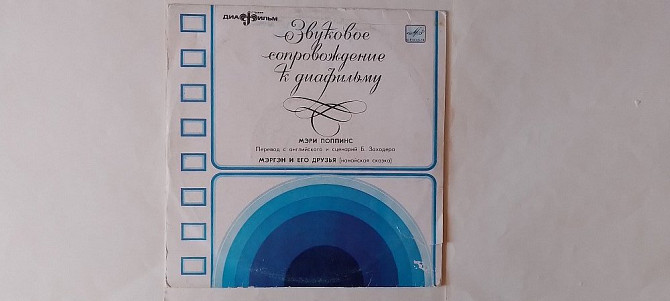 ДИАФИЛЬМ
Звуковое
сопровождение
к диафильму
МЭРИ ПОППИНС
Перевод с английского и сценарий Б. Заходера
МЭРГЭН И ЕГО ДРУЗЬЯ (нанайская сказка)